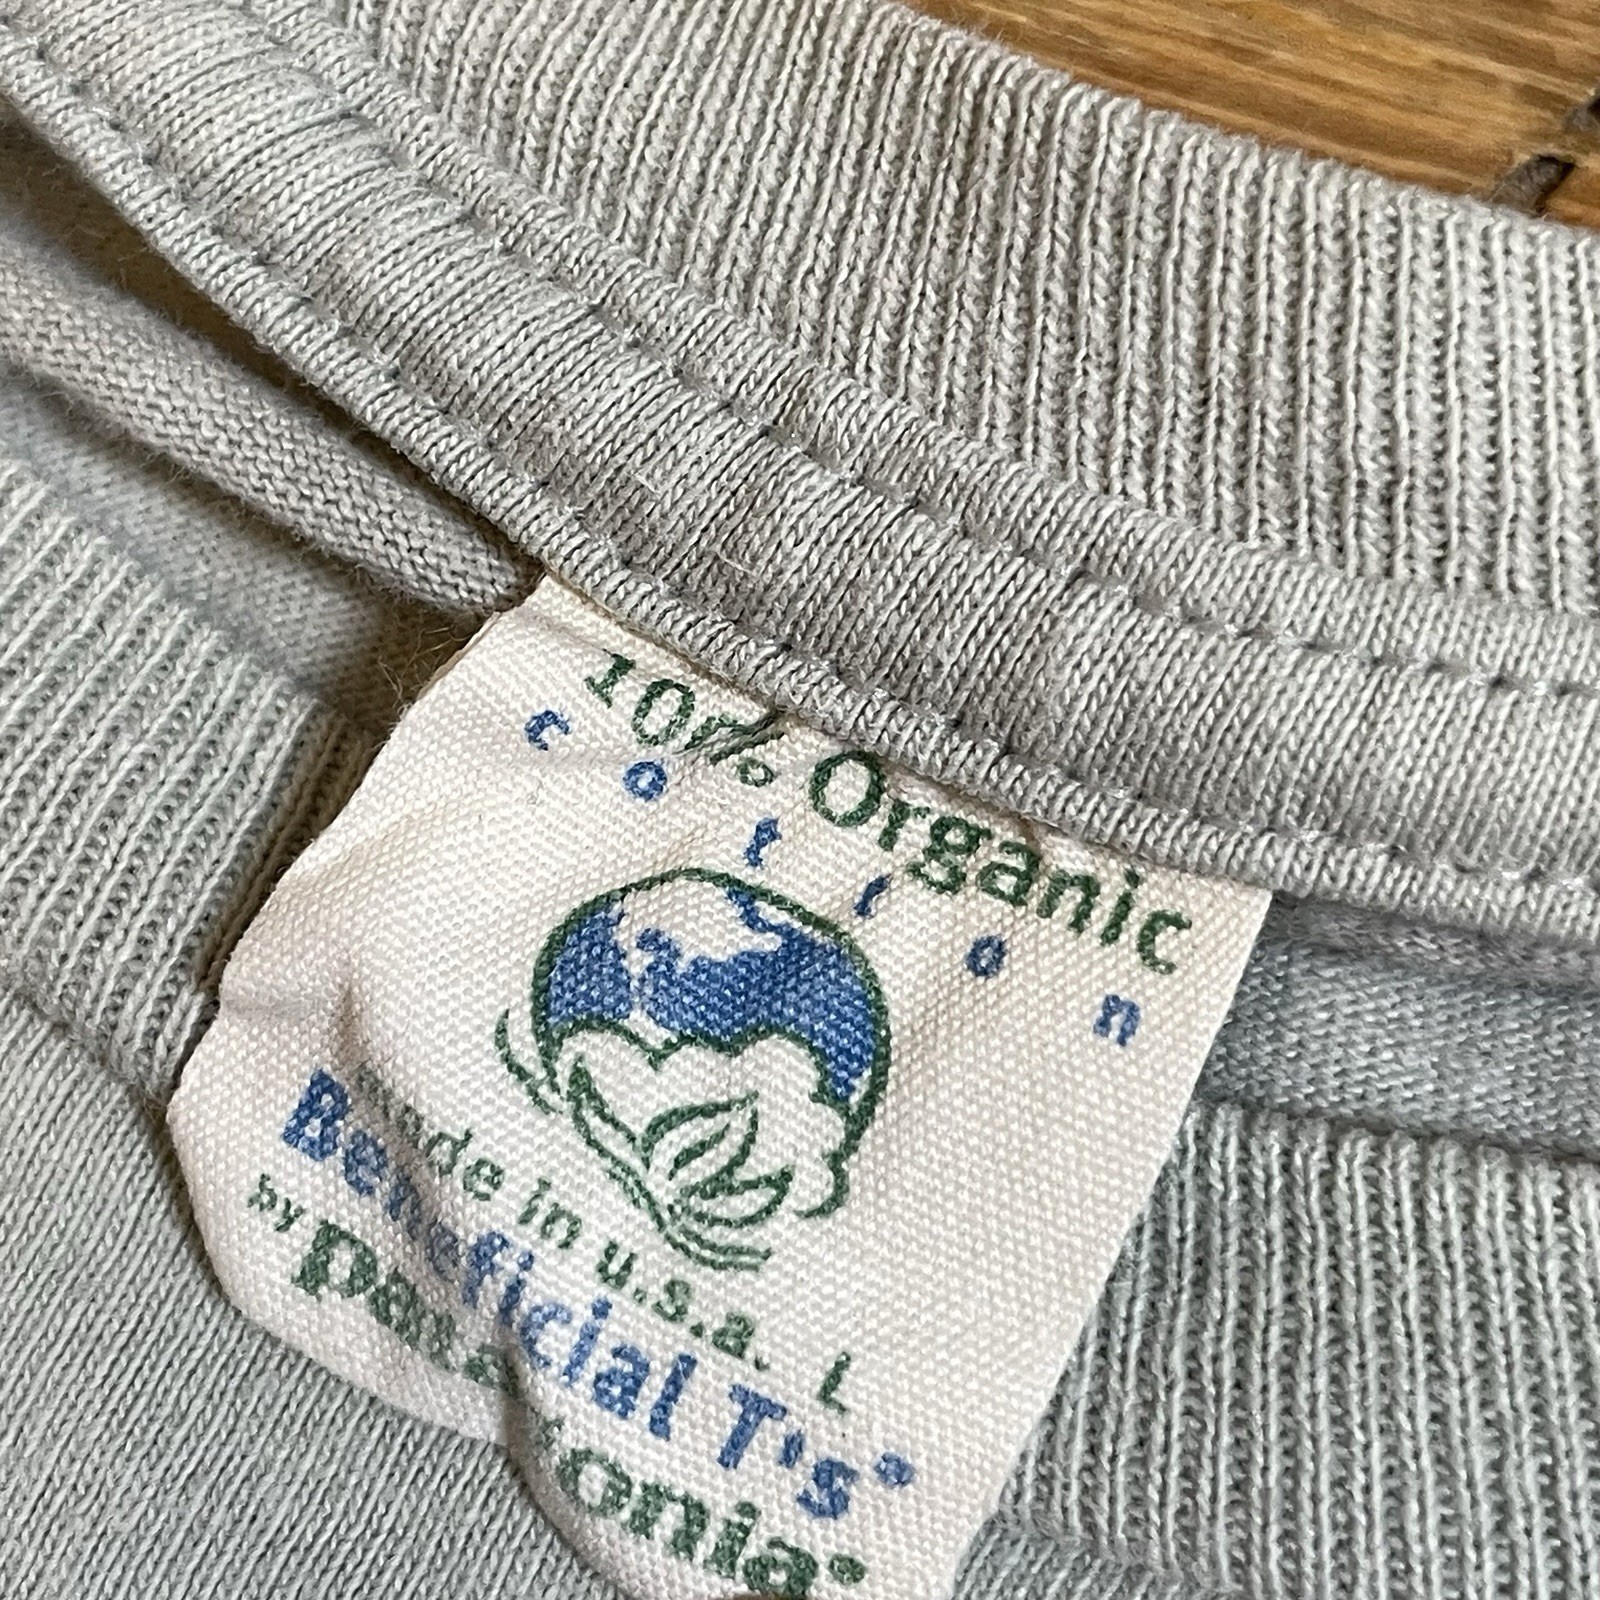 100% Organic
cotton
made in u.s.a. L
Beneficial T's®
by patagonia®